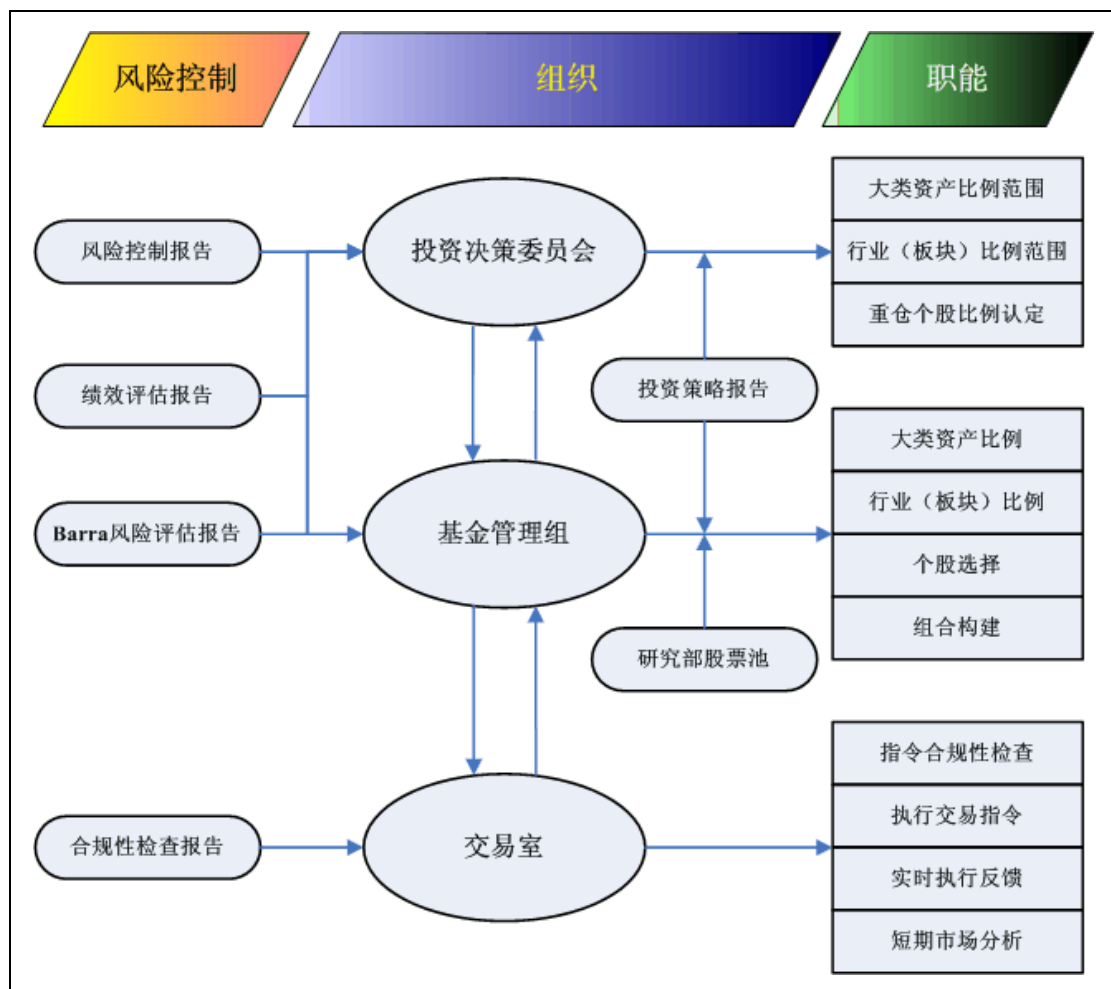 风险控制
组织
职能
风险控制报告
绩效评估报告
Barra风险评估报告
合规性检查报告
投资决策委员会
基金管理组
交易室
投资策略报告
研究部股票池
大类资产比例范围
行业（板块）比例范围
重仓个股比例认定
大类资产比例
行业（板块）比例
个股选择
组合构建
指令合规性检查
执行交易指令
实时执行反馈
短期市场分析